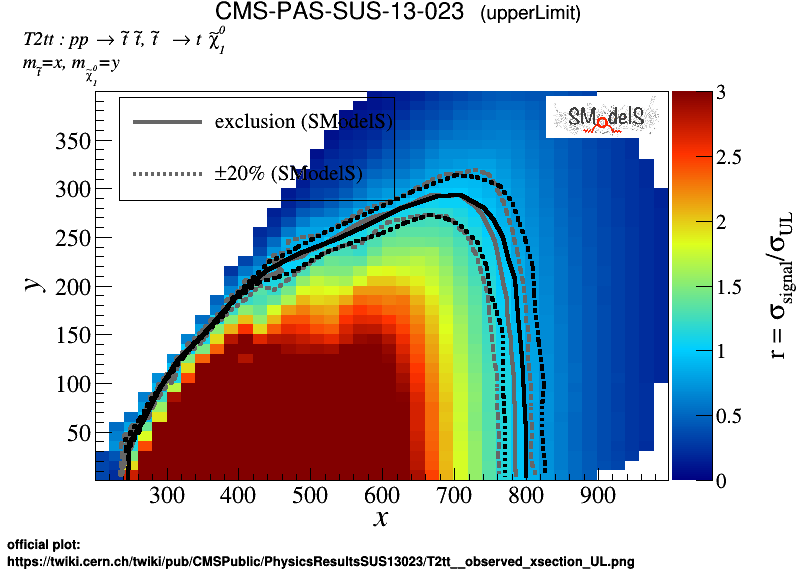 CMS-PAS-SUS-13-023 (upperLimit)
T2tt : pp → t̃ t̃, t̃ → t χ̃₁⁰
m_t̃=x, m_χ̃₁⁰=y
exclusion (SModelS)
±20% (SModelS)
SModelS
350
300
250
200
150
100
50
y
300 400 500 600 700 800 900
x
3
2.5
2
1.5
1
0.5
0
r = σ_signal/σ_UL
official plot:
https://twiki.cern.ch/twiki/pub/CMSPublic/PhysicsResultsSUS13023/T2tt__observed_xsection_UL.png